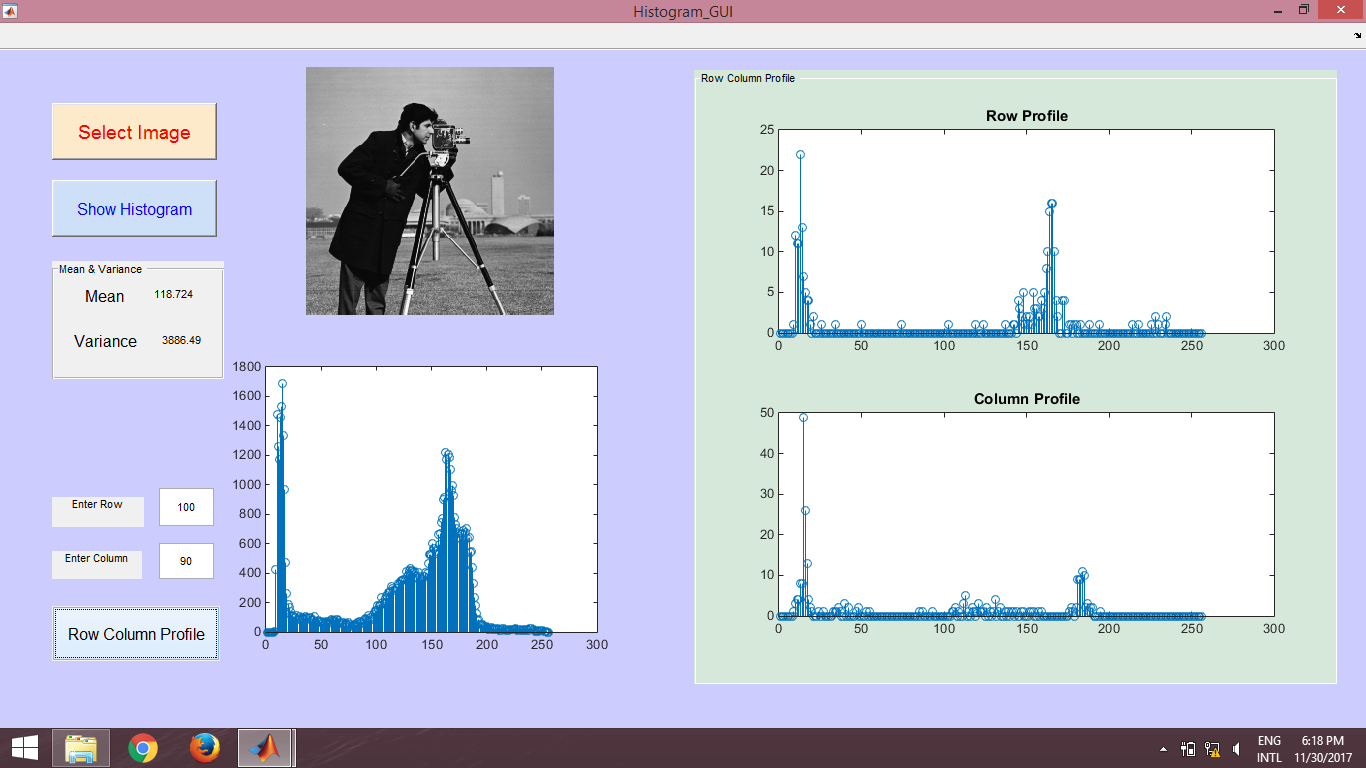 Histogram_GUI
Select Image
Show Histogram
Mean & Variance
Mean 118.724
Variance 3886.49
1800
1600
1400
1200
1000
800
600
400
200
0
0 50 100 150 200 250 300
Enter Row 100
Enter Column 90
Row Column Profile
Row Column Profile
Row Profile
25
20
15
10
5
0
0 50 100 150 200 250 300
Column Profile
50
40
30
20
10
0
0 50 100 150 200 250 300
ENG 6:18 PM
INTL 11/30/2017